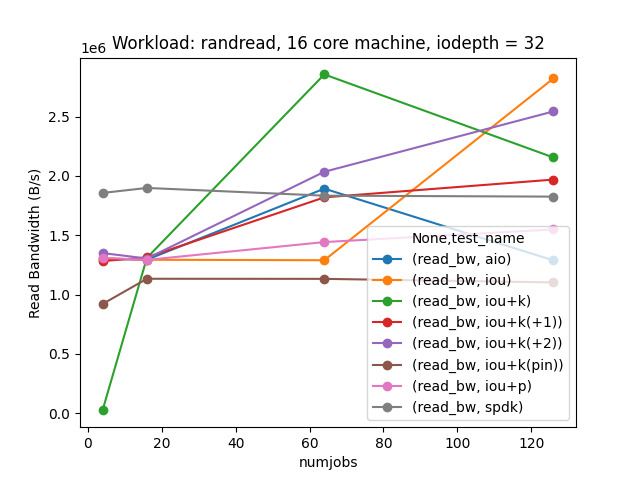 Workload: randread, 16 core machine, iodepth = 32
1e6
Read Bandwidth (B/s)
2.5
2.0
1.5
1.0
0.5
0.0
None,test_name
(read_bw, aio)
(read_bw, iou)
(read_bw, iou+k)
(read_bw, iou+k(+1))
(read_bw, iou+k(+2))
(read_bw, iou+k(pin))
(read_bw, iou+p)
(read_bw, spdk)
0 20 40 60 80 100 120
numjobs